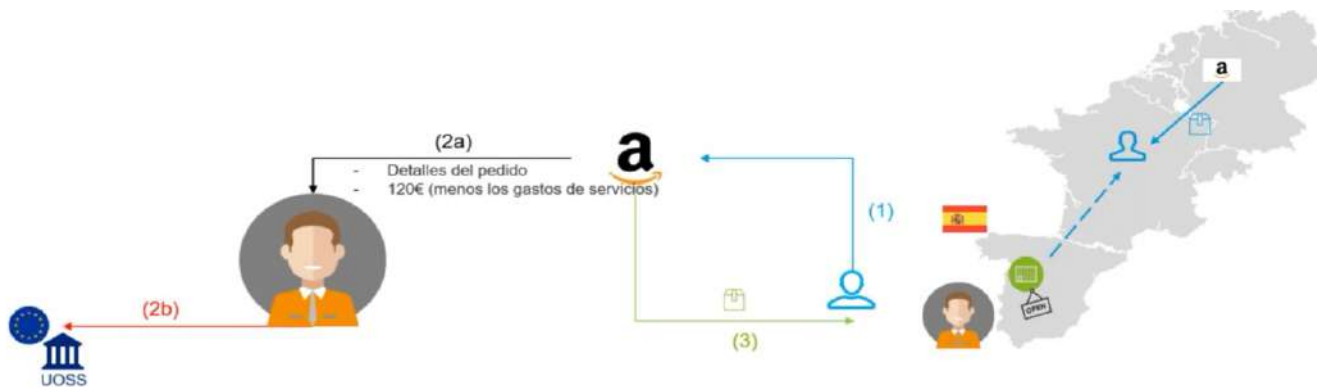 (2a)
- Detalles del pedido
- 120€ (menos los gastos de servicios)
a
(1)
(2b)
(3)
UOSS
a
OPEN